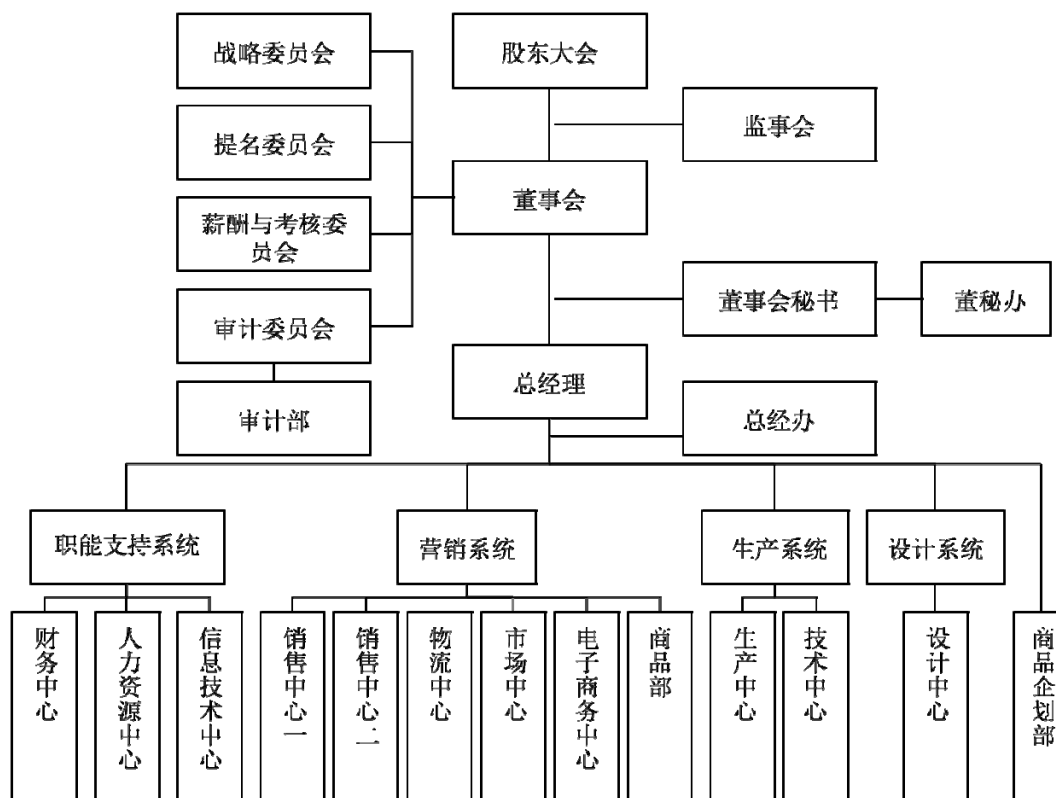 战略委员会
股东大会
监事会
提名委员会
董事会
薪酬与考核委
员会
董事会秘书
董秘办
审计委员会
总经理
审计部
总经办
职能支持系统
营销系统
生产系统
设计系统
财务中心
人力资源中心
信息技术中心
销售中心一
销售中心二
物流中心
市场中心
电子商务中心
商品部
生产中心
技术中心
设计中心
商品企划部